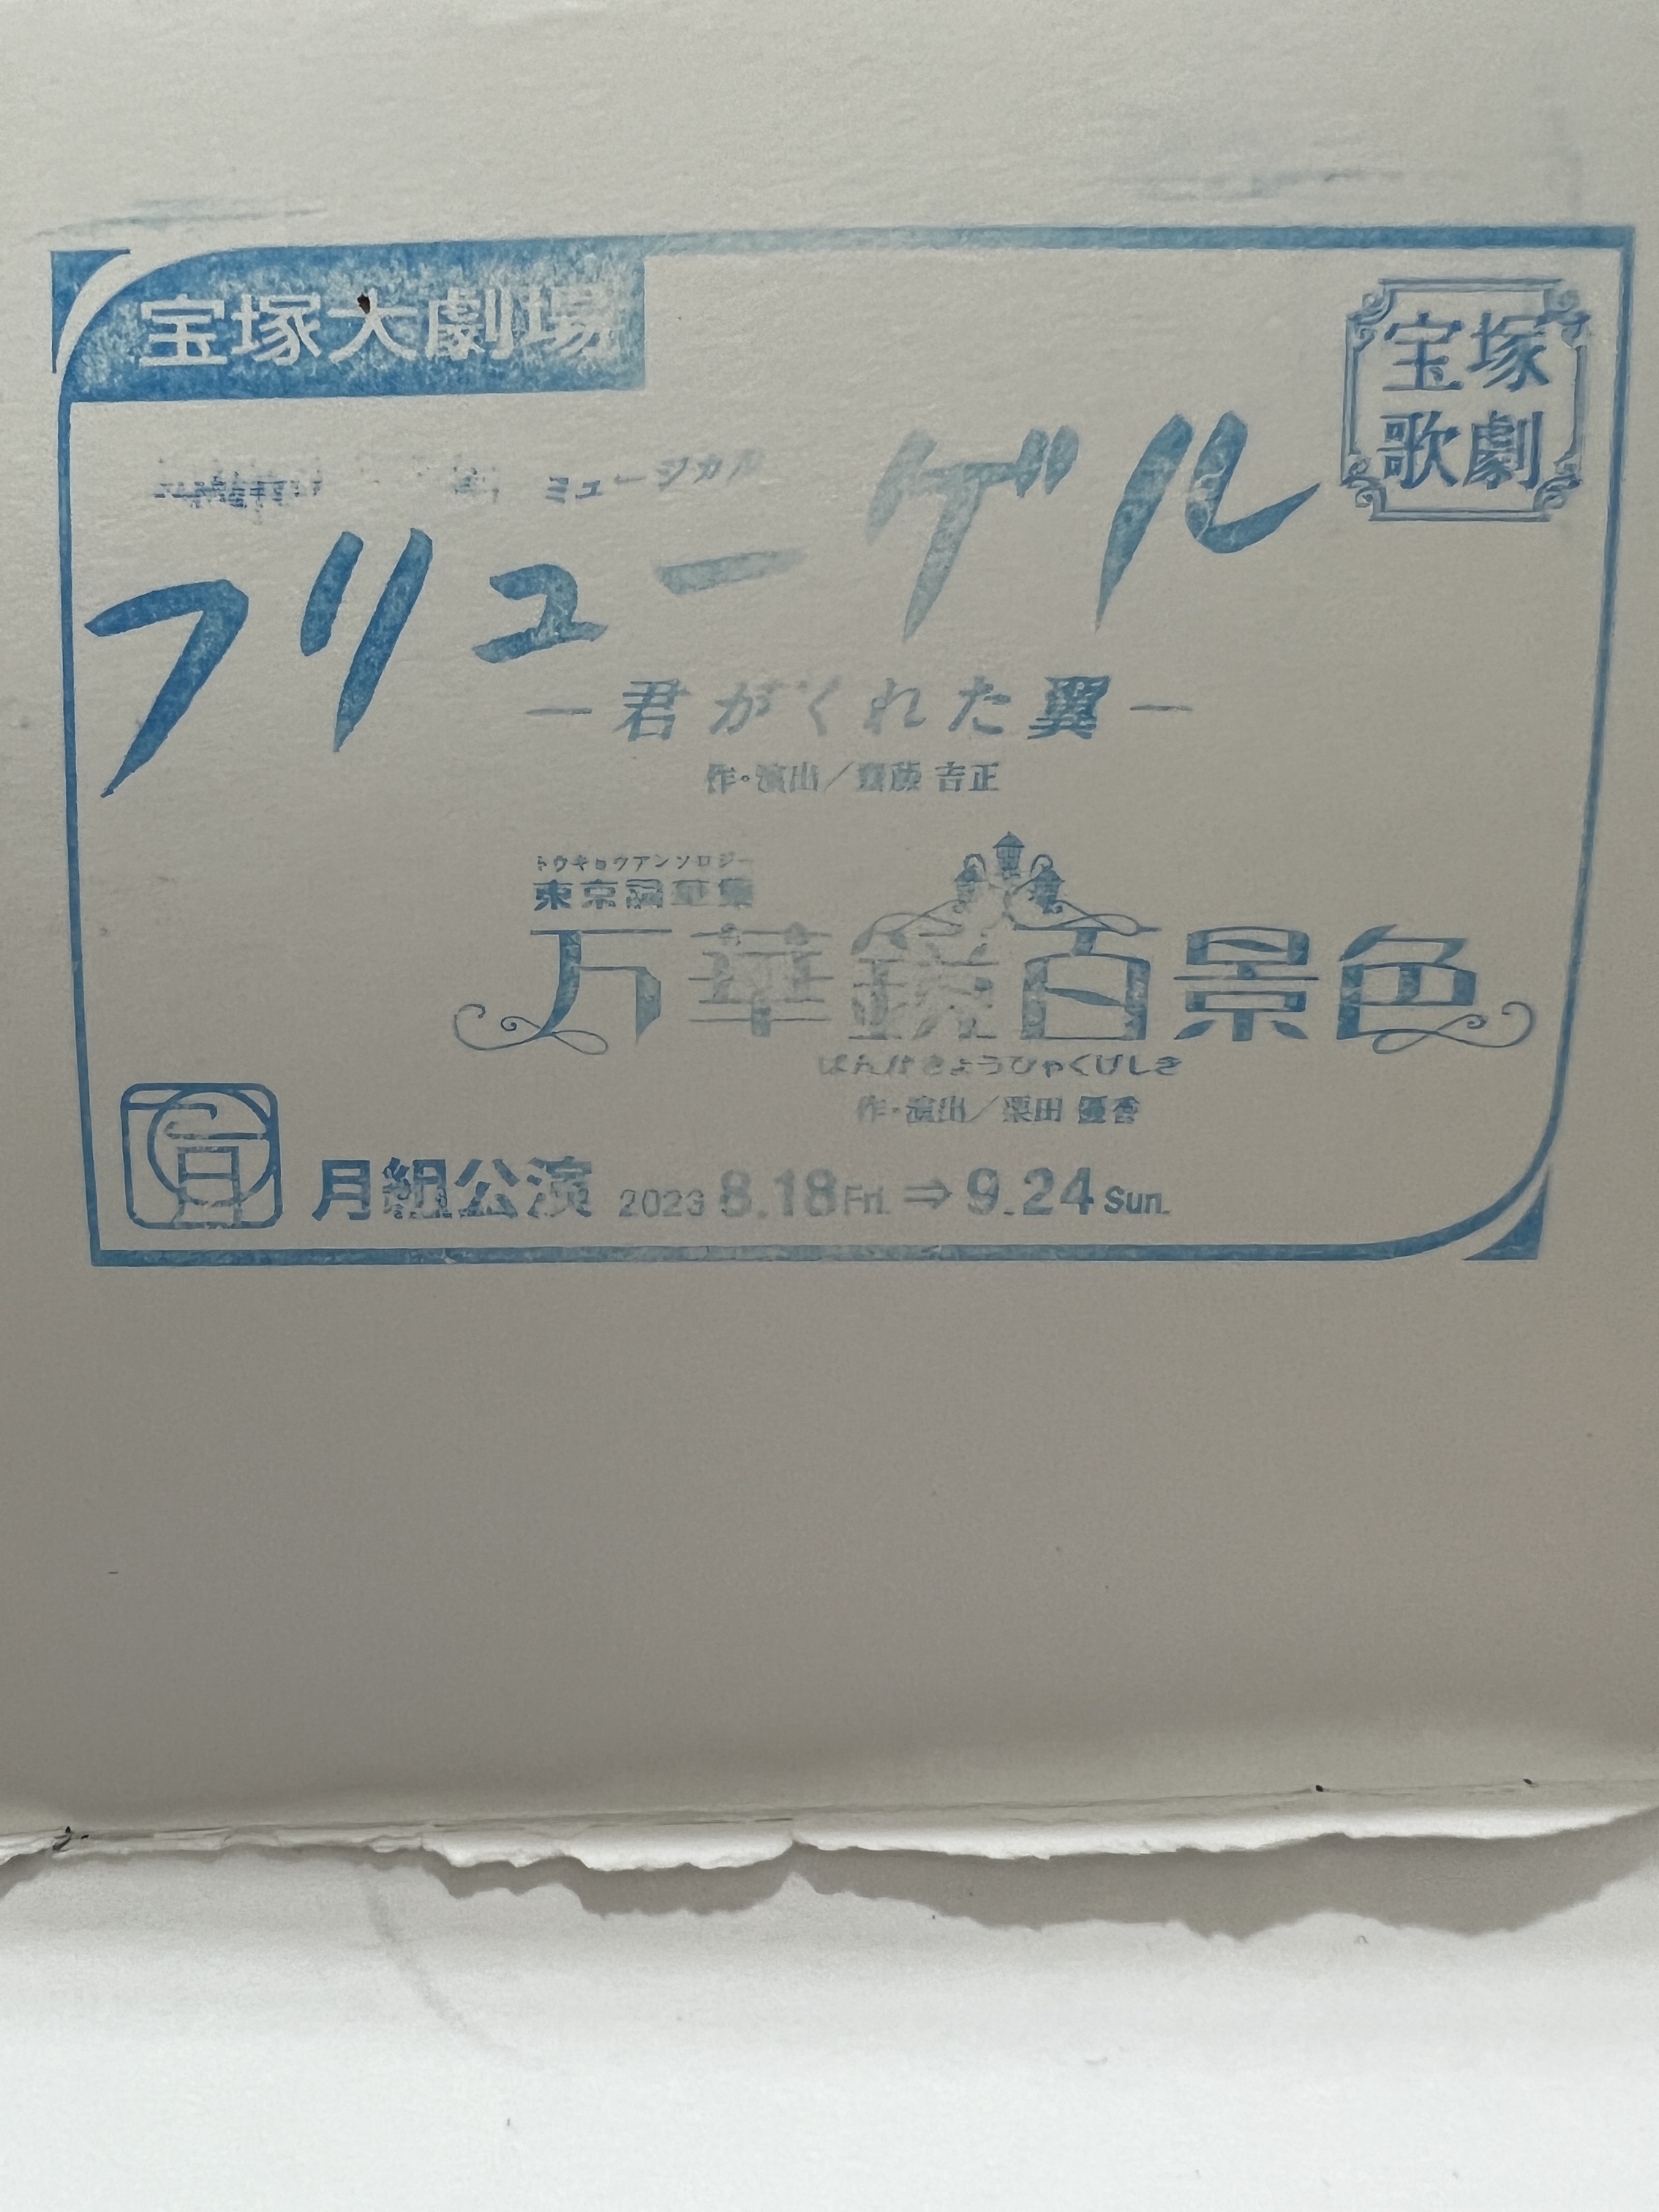 宝塚大劇場
宝塚
歌劇
ミュージカル
フリューゲル
－君がくれた翼－
作・演出／齋藤 吉正
トウキョウアンソロジー
東京詞華集
万華鏡百景色
ばんかきょうひゃくげしき
作・演出／栗田 優香
月組公演 2023 8.18 Fri. ⇒ 9.24 Sun.